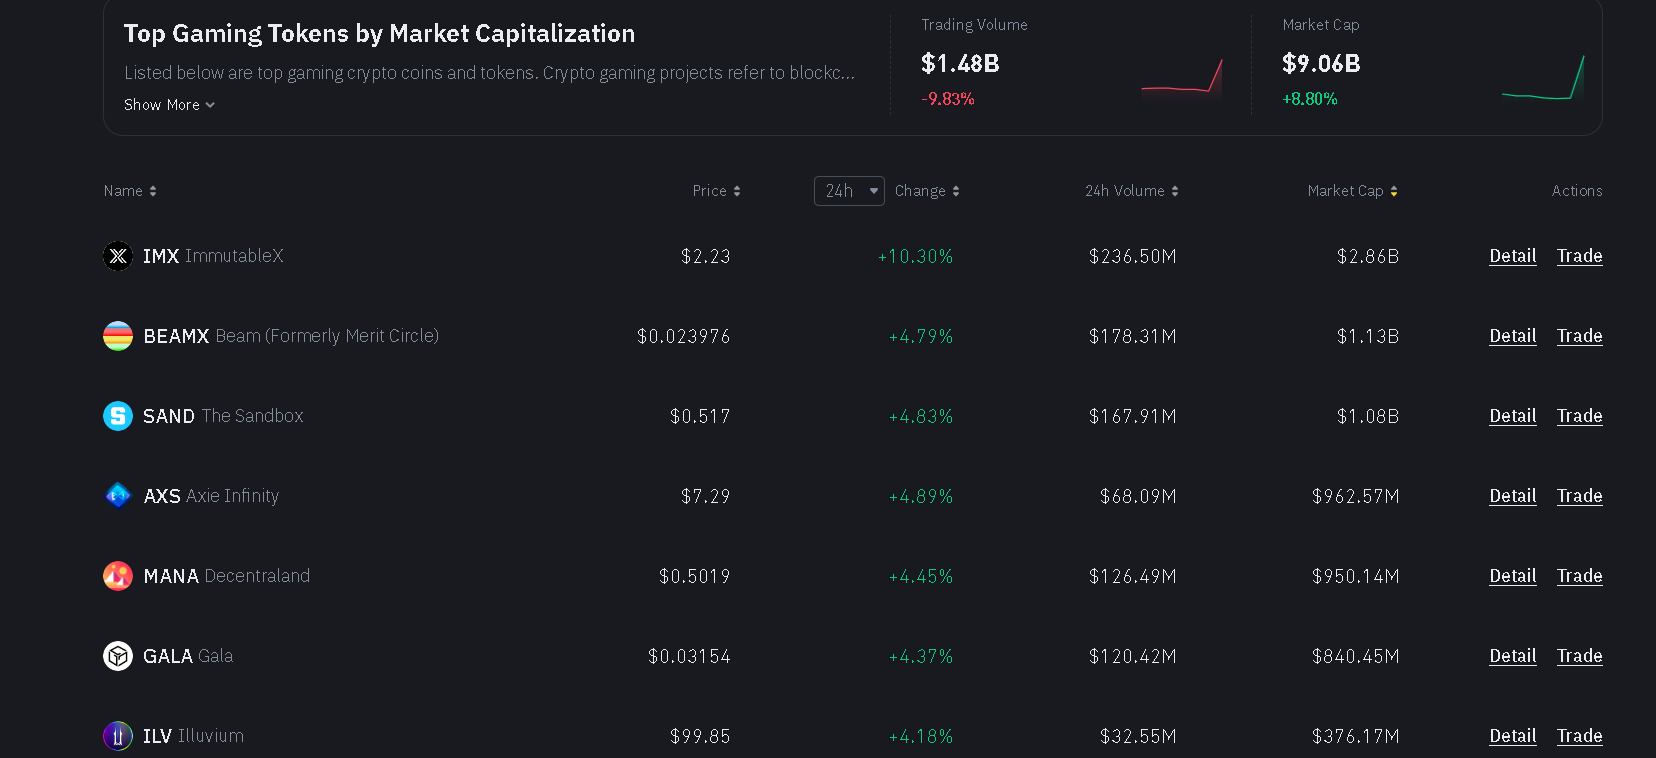 Top Gaming Tokens by Market Capitalization
Listed below are top gaming crypto coins and tokens. Crypto gaming projects refer to blockc...
Show More
Trading Volume
$1.48B
-9.83%
Market Cap
$9.06B
+8.80%
Name Price 24h Change 24h Volume Market Cap Actions
IMX ImmutableX $2.23 +10.30% $236.50M $2.86B Detail Trade
BEAMX Beam (Formerly Merit Circle) $0.023976 +4.79% $178.31M $1.13B Detail Trade
SAND The Sandbox $0.517 +4.83% $167.91M $1.08B Detail Trade
AXS Axie Infinity $7.29 +4.89% $68.09M $962.57M Detail Trade
MANA Decentraland $0.5019 +4.45% $126.49M $950.14M Detail Trade
GALA Gala $0.03154 +4.37% $120.42M $840.45M Detail Trade
ILV Illuvium $99.85 +4.18% $32.55M $376.17M Detail Trade